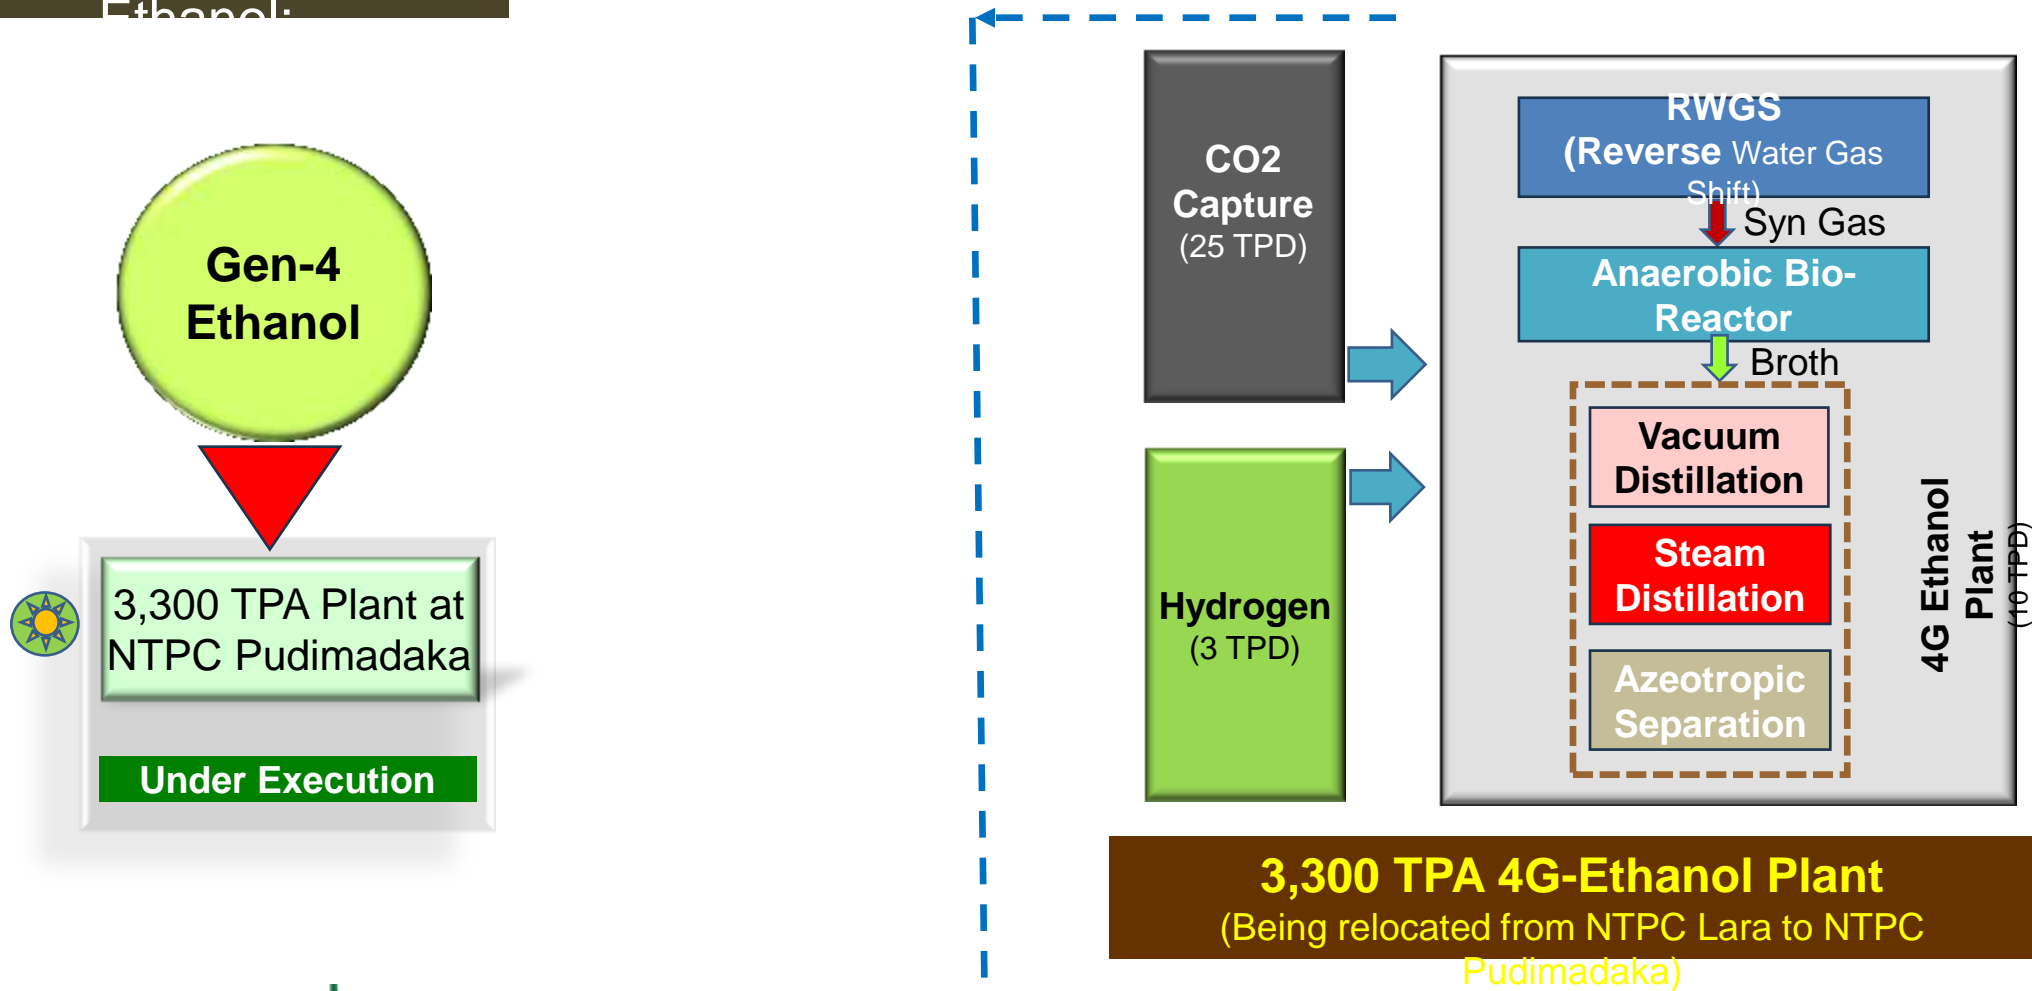 Ethanol:
Gen-4
Ethanol
3,300 TPA Plant at
NTPC Pudimadaka
Under Execution
CO2
Capture
(25 TPD)
Hydrogen
(3 TPD)
RWGS
(Reverse Water Gas
Shift)
Syn Gas
Anaerobic Bio-
Reactor
Broth
Vacuum
Distillation
Steam
Distillation
Azeotropic
Separation
4G Ethanol
Plant
(10 TPD)
3,300 TPA 4G-Ethanol Plant
(Being relocated from NTPC Lara to NTPC
Pudimadaka)